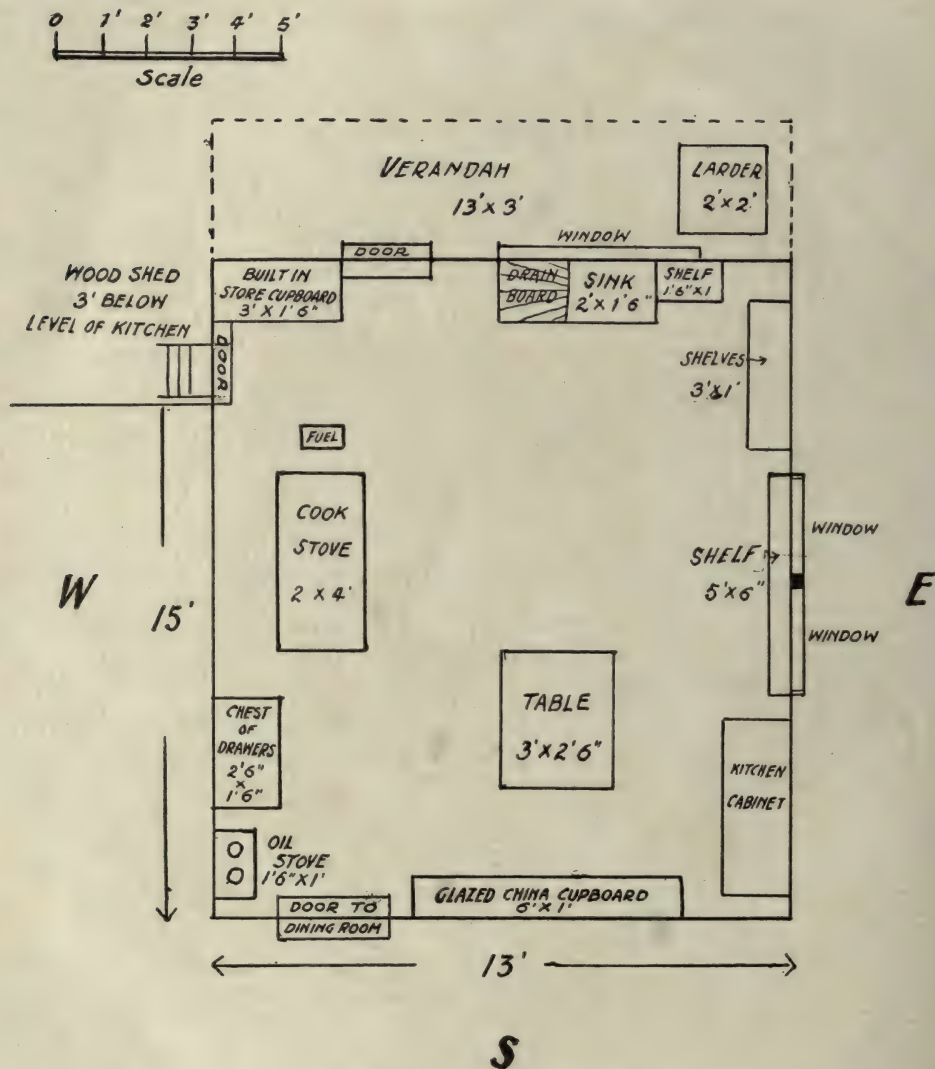 0 1' 2' 3' 4' 5'
Scale
VERANDAH
13' x 3'
LARDER
2' x 2'
WINDOW
DOOR
WOOD SHED
3' BELOW
LEVEL OF KITCHEN
BUILT IN
STORE CUPBOARD
3' X 1' 6"
DRAIN
BOARD
SINK
2' X 1' 6"
SHELF
1'6" X 1
DOOR
SHELVES
3' X 1'
FUEL
COOK
STOVE
2 X 4'
SHELF
5' X 6"
WINDOW
WINDOW
W
15'
E
TABLE
3' X 2' 6"
CHEST
OF
DRAWERS
2' 6"
X
1' 6"
KITCHEN
CABINET
OIL
STOVE
1' 6" X 1'
DOOR TO
DINING ROOM
GLAZED CHINA CUPBOARD
6' X 1'
13'
S